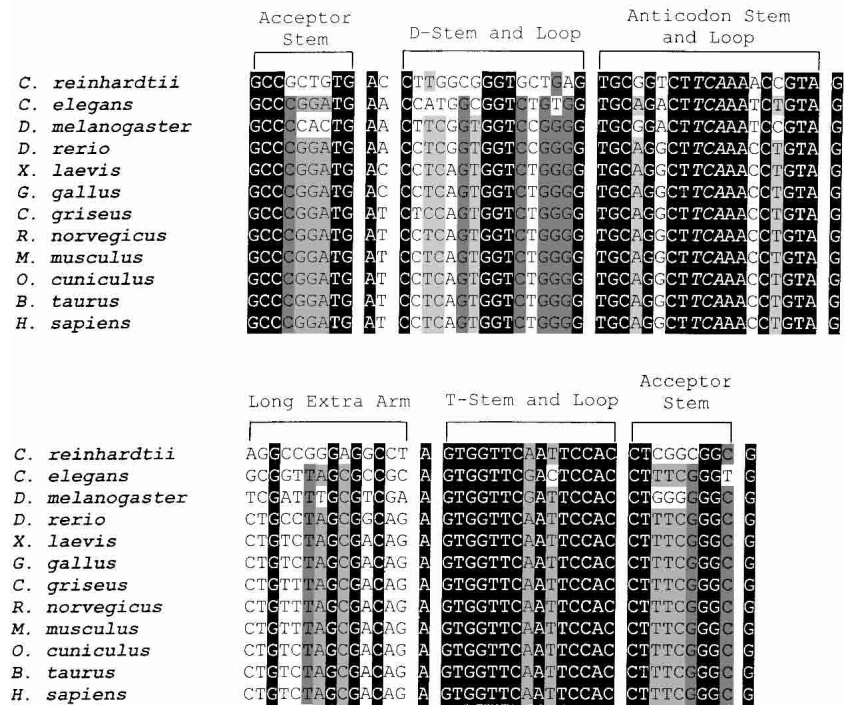 Acceptor Stem D-Stem and Loop Anticodon Stem and Loop
C. reinhardtii GCCGCTGTG AC CTTGGCGGGTGCTGAG TGCGGTCTTCAAAACCGTA G
C. elegans GCCCGGATG AA CCATGGCGGTCTGTGG TGCAGACTTCAAATCTGTA G
D. melanogaster GCCCCACTG AA CTTCGGTGGTCCGGGG TGCGGACTTCAAATCCGTA G
D. rerio GCCCGGATG AA CCTCGGTGGTCCGGGG TGCAGGCTTCAAACCTGTA G
X. laevis GCCCGGATG AC CCTCAGTGGTCTGGGG TGCAGGCTTCAAACCTGTA G
G. gallus GCCCGGATG AC CCTCAGTGGTCTGGGG TGCAGGCTTCAAACCTGTA G
C. griseus GCCCGGATG AT CTCCAGTGGTCTGGGG TGCAGGCTTCAAACCTGTA G
R. norvegicus GCCCGGATG AT CCTCAGTGGTCTGGGG TGCAGGCTTCAAACCTGTA G
M. musculus GCCCGGATG AT CCTCAGTGGTCTGGGG TGCAGGCTTCAAACCTGTA G
O. cuniculus GCCCGGATG AT CCTCAGTGGTCTGGGG TGCAGGCTTCAAACCTGTA G
B. taurus GCCCGGATG AT CCTCAGTGGTCTGGGG TGCAGGCTTCAAACCTGTA G
H. sapiens GCCCGGATG AT CCTCAGTGGTCTGGGG TGCAGGCTTCAAACCTGTA G
Long Extra Arm T-Stem and Loop Acceptor Stem
C. reinhardtii AGGCCGGGAGGCCT A GTGGTTCAATTCCAC CTCGGCGGC G
C. elegans GCGGTTAGCGCCGC A GTGGTTCGACTCCAC CTTTCGGGT G
D. melanogaster TCGATTTGCGTCGA A GTGGTTCGATTCCAC CTGGGGGGC G
D. rerio CTGCCTAGCGGCAG A GTGGTTCGATTCCAC CTTTCGGGC G
X. laevis CTGTCTAGCGACAG A GTGGTTCAATTCCAC CTTTCGGGC G
G. gallus CTGTCTAGCGACAG A GTGGTTCAATTCCAC CTTTCGGGC G
C. griseus CTGTTTAGCGACAG A GTGGTTCAATTCCAC CTTTCGGGC G
R. norvegicus CTGTTTAGCGACAG A GTGGTTCAATTCCAC CTTTCGGGC G
M. musculus CTGTTTAGCGACAG A GTGGTTCAATTCCAC CTTTCGGGC G
O. cuniculus CTGTCTAGCGACAG A GTGGTTCAATTCCAC CTTTCGGGC G
B. taurus CTGTCTAGCGACAG A GTGGTTCAATTCCAC CTTTCGGGC G
H. sapiens CTGTCTAGCGACAG A GTGGTTCAATTCCAC CTTTCGGGC G